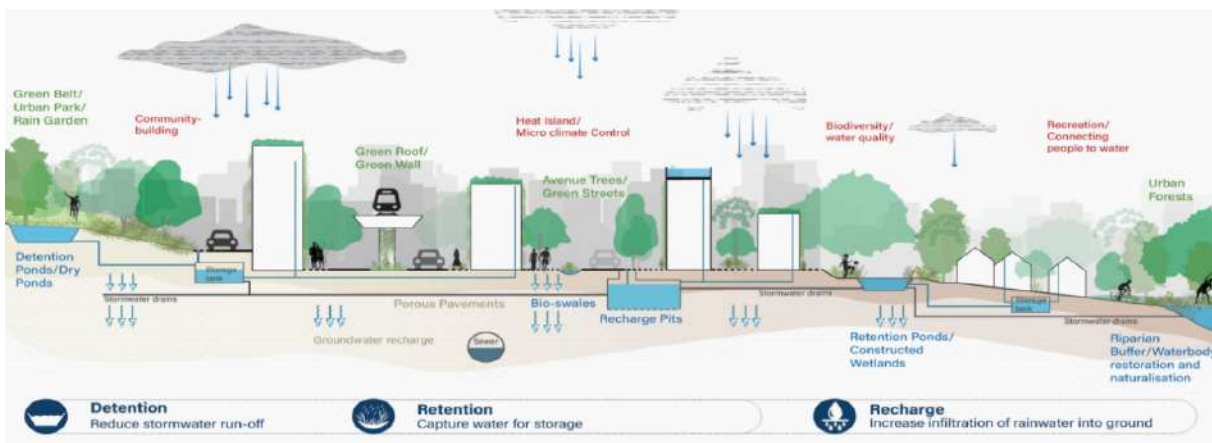 Green Belt/
Urban Park/
Rain Garden
Community-
building
Green Roof/
Green Wall
Heat Island/
Micro climate Control
Avenue Trees/
Green Streets
Biodiversity/
water quality
Recreation/
Connecting
people to water
Urban
Forests
Detention
Ponds/Dry
Ponds
Storage
tank
Stormwater drains
Porous Pavements
Bio-swales
Recharge Pits
Groundwater recharge
Sewer
Stormwater drains
Retention Ponds/
Constructed
Wetlands
Storage
tank
Stormwater drains
Riparian
Buffer/Waterbody
restoration and
naturalisation
Detention
Reduce stormwater run-off
Retention
Capture water for storage
Recharge
Increase infiltration of rainwater into ground